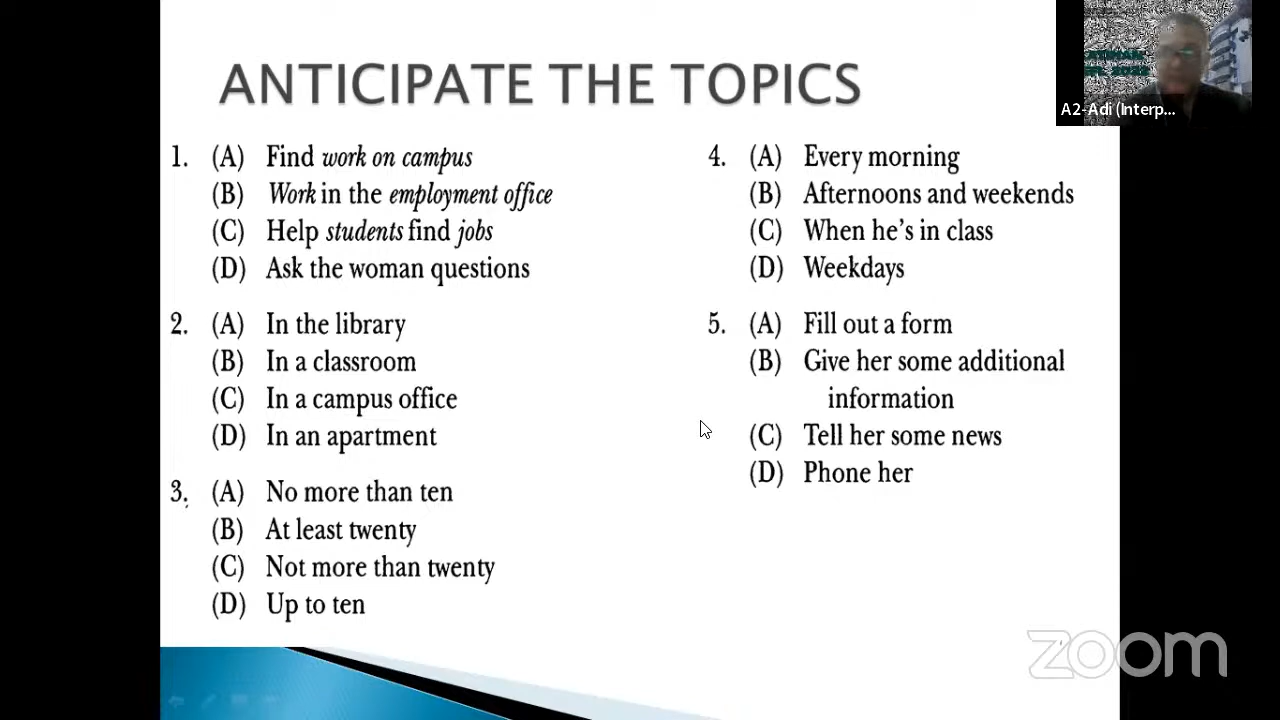 ANTICIPATE THE TOPICS
1. (A) Find work on campus
(B) Work in the employment office
(C) Help students find jobs
(D) Ask the woman questions
2. (A) In the library
(B) In a classroom
(C) In a campus office
(D) In an apartment
3. (A) No more than ten
(B) At least twenty
(C) Not more than twenty
(D) Up to ten
4. (A) Every morning
(B) Afternoons and weekends
(C) When he's in class
(D) Weekdays
5. (A) Fill out a form
(B) Give her some additional
information
(C) Tell her some news
(D) Phone her
A2-Adi (Interp...
zoom